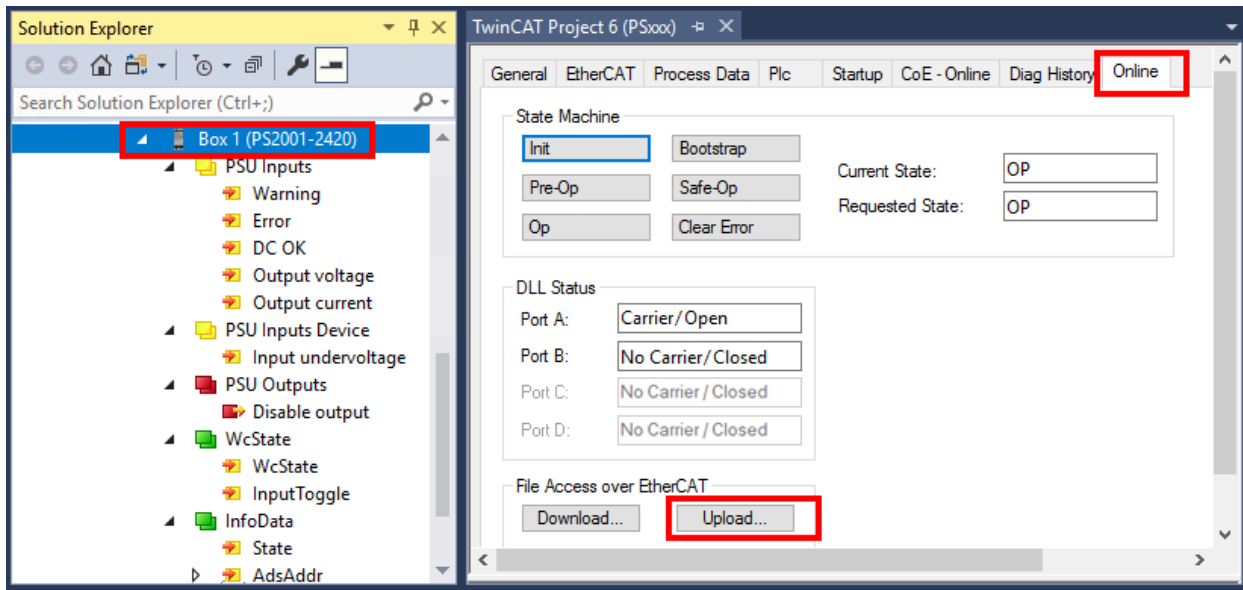 Solution Explorer
Search Solution Explorer (Ctrl+;)
Box 1 (PS2001-2420)
PSU Inputs
Warning
Error
DC OK
Output voltage
Output current
PSU Inputs Device
Input undervoltage
PSU Outputs
Disable output
WcState
WcState
InputToggle
InfoData
State
AdsAddr
TwinCAT Project 6 (PSxxx)
General EtherCAT Process Data Plc Startup CoE - Online Diag History Online
State Machine
Init Bootstrap
Pre-Op Safe-Op
Op Clear Error
Current State: OP
Requested State: OP
DLL Status
Port A: Carrier / Open
Port B: No Carrier / Closed
Port C: No Carrier / Closed
Port D: No Carrier / Closed
File Access over EtherCAT
Download... Upload...